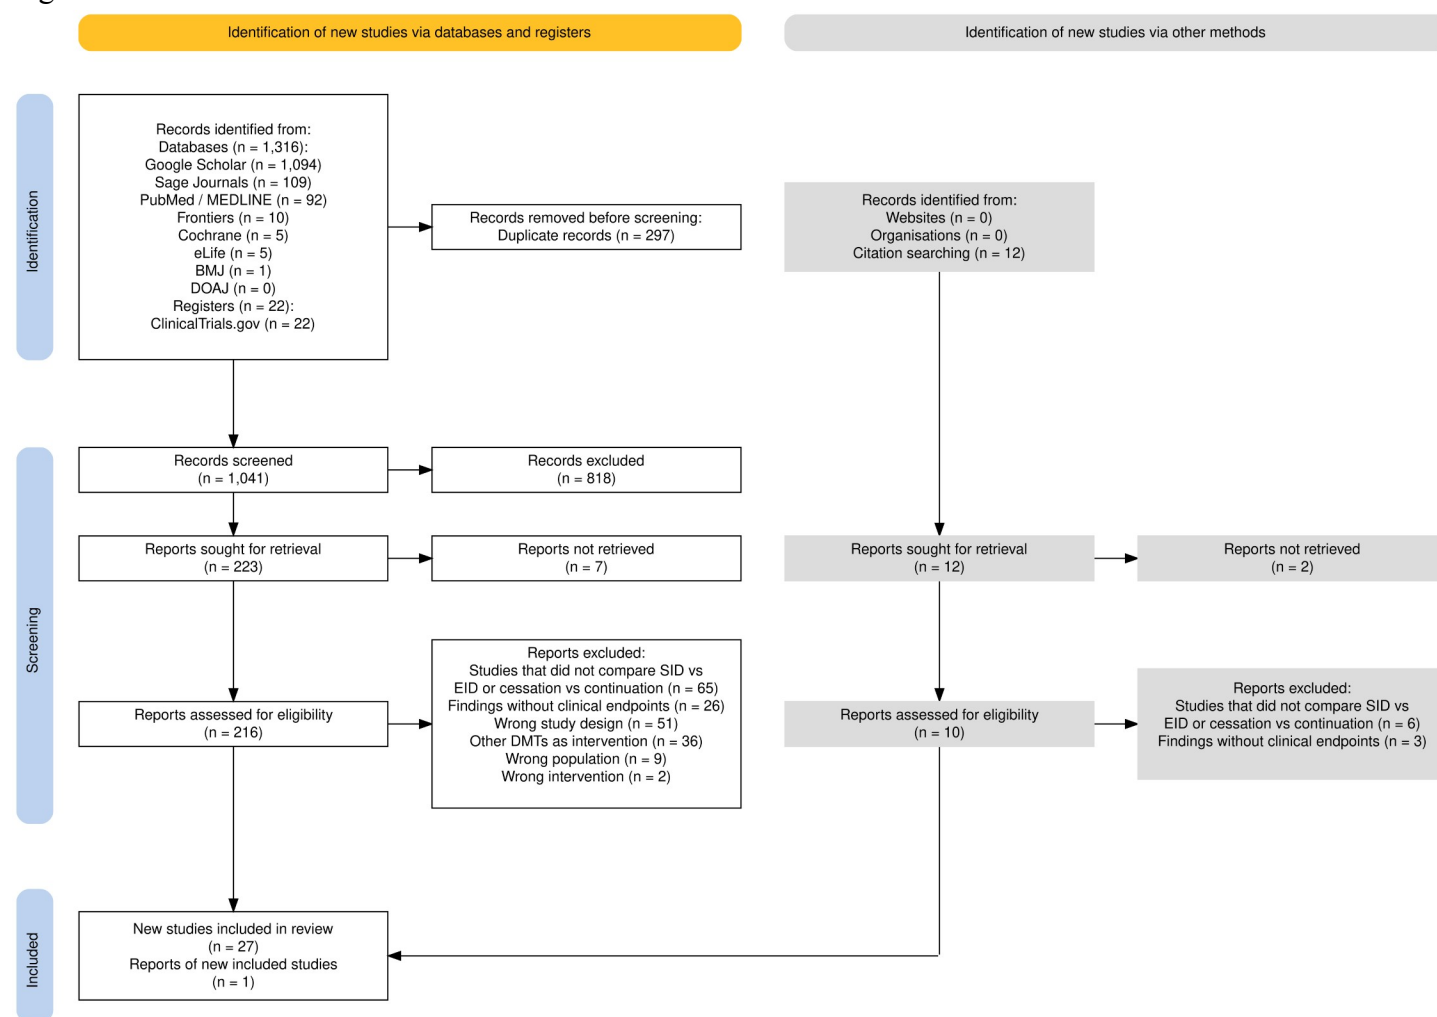 Identification of new studies via databases and registers
Identification of new studies via other methods
Identification
Records identified from:
Databases (n = 1,316):
Google Scholar (n = 1,094)
Sage Journals (n = 109)
PubMed / MEDLINE (n = 92)
Frontiers (n = 10)
Cochrane (n = 5)
eLife (n = 5)
BMJ (n = 1)
DOAJ (n = 0)
Registers (n = 22):
ClinicalTrials.gov (n = 22)
Records removed before screening:
Duplicate records (n = 297)
Records identified from:
Websites (n = 0)
Organisations (n = 0)
Citation searching (n = 12)
Screening
Records screened
(n = 1,041)
Records excluded
(n = 818)
Reports sought for retrieval
(n = 223)
Reports not retrieved
(n = 7)
Reports sought for retrieval
(n = 12)
Reports not retrieved
(n = 2)
Reports assessed for eligibility
(n = 216)
Reports excluded:
Studies that did not compare SID vs
EID or cessation vs continuation (n = 65)
Findings without clinical endpoints (n = 26)
Wrong study design (n = 51)
Other DMTs as intervention (n = 36)
Wrong population (n = 9)
Wrong intervention (n = 2)
Reports assessed for eligibility
(n = 10)
Reports excluded:
Studies that did not compare SID vs
EID or cessation vs continuation (n = 6)
Findings without clinical endpoints (n = 3)
Included
New studies included in review
(n = 27)
Reports of new included studies
(n = 1)